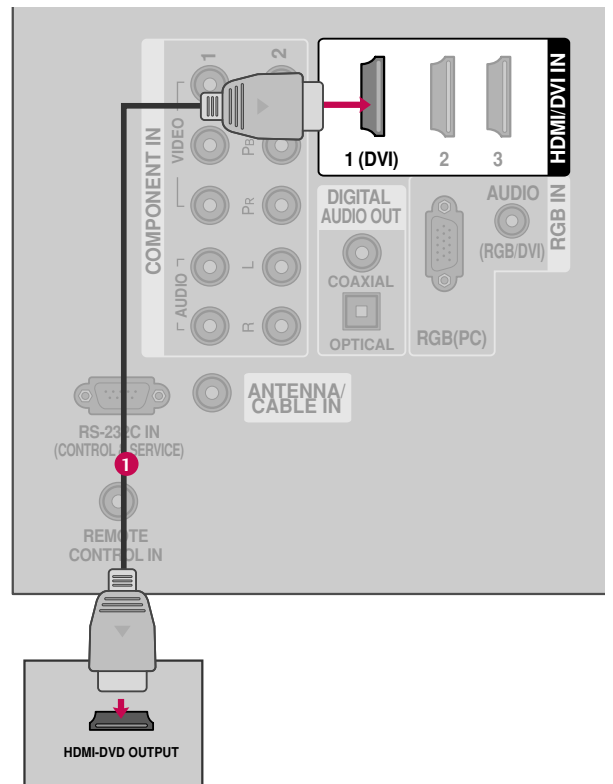 1
2
HDMI/DVI IN
VIDEO
COMPONENT IN
PB
1 (DVI)
2
3
PR
DIGITAL
AUDIO OUT
AUDIO
(RGB/DVI)
RGB IN
AUDIO
L
COAXIAL
R
OPTICAL
RGB(PC)
ANTENNA/
CABLE IN
RS-232C IN
(CONTROL & SERVICE)
1
REMOTE
CONTROL IN
HDMI-DVD OUTPUT